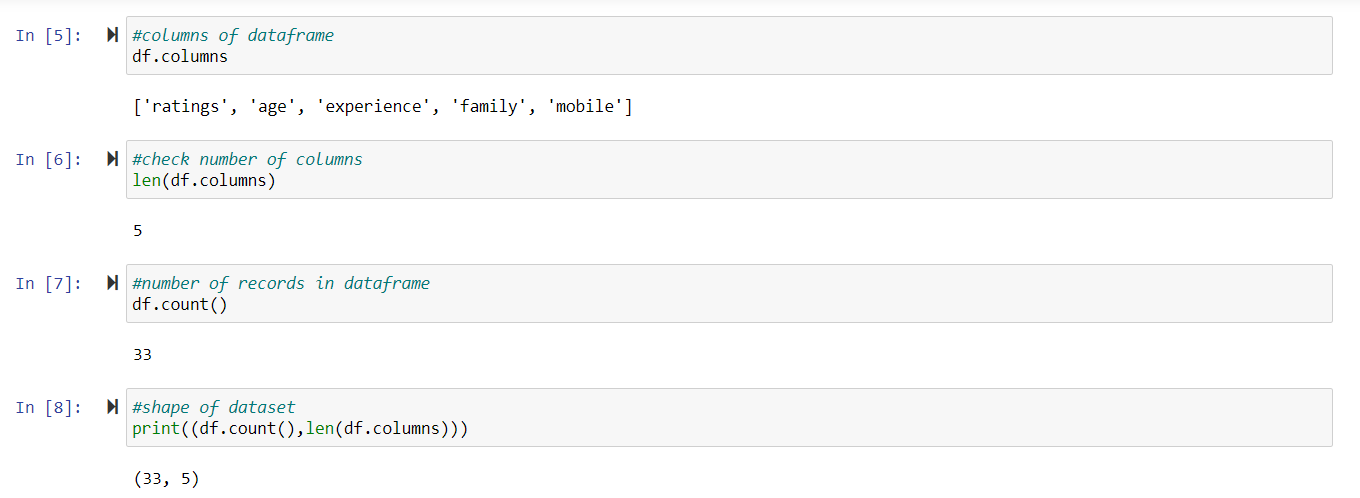 In [5]: #columns of dataframe
df.columns
['ratings', 'age', 'experience', 'family', 'mobile']
In [6]: #check number of columns
len(df.columns)
5
In [7]: #number of records in dataframe
df.count()
33
In [8]: #shape of dataset
print((df.count(),len(df.columns)))
(33, 5)